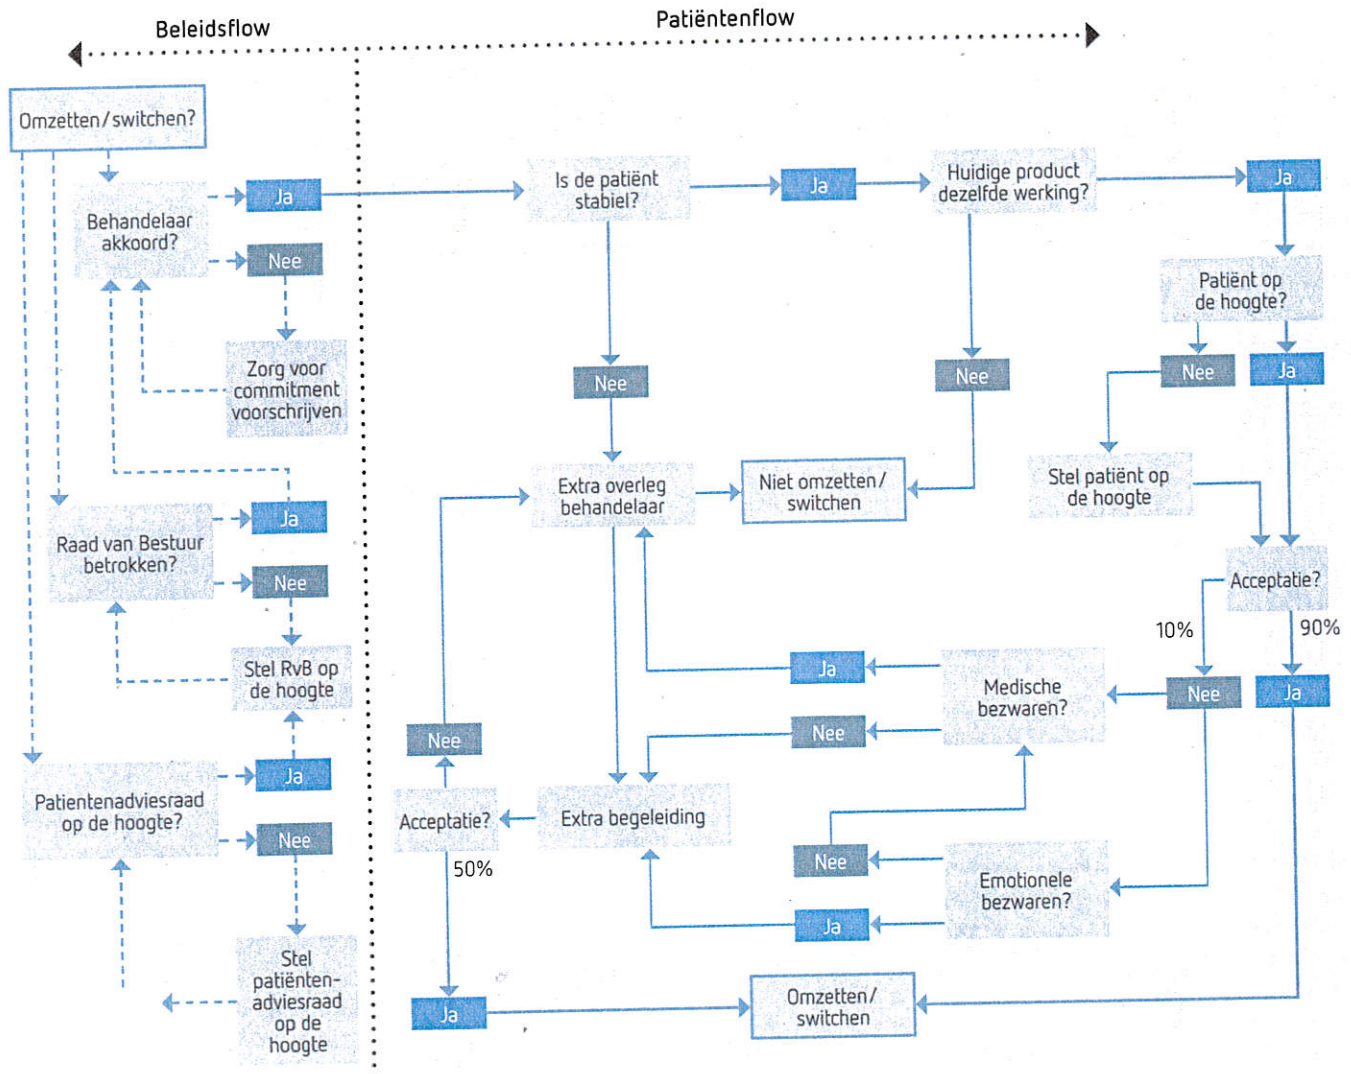 Beleidsflow
Patiëntenflow
Omzetten/switchen?
Behandelaar
akkoord?
Ja
Nee
Zorg voor
commitment
voorschrijven
Raad van Bestuur
betrokken?
Ja
Nee
Stel RvB op
de hoogte
Patientenadviesraad
op de hoogte?
Ja
Nee
Stel
patiënten-
adviesraad
op de
hoogte
Is de patiënt
stabiel?
Ja
Nee
Huidige product
dezelfde werking?
Ja
Nee
Patiënt op
de hoogte?
Nee
Ja
Stel patiënt op
de hoogte
Extra overleg
behandelaar
Niet omzetten/
switchen
Acceptatie?
10%
90%
Nee
Ja
Medische
bezwaren?
Ja
Nee
Emotionele
bezwaren?
Nee
Ja
Extra begeleiding
Acceptatie?
Nee
50%
Ja
Omzetten/
switchen